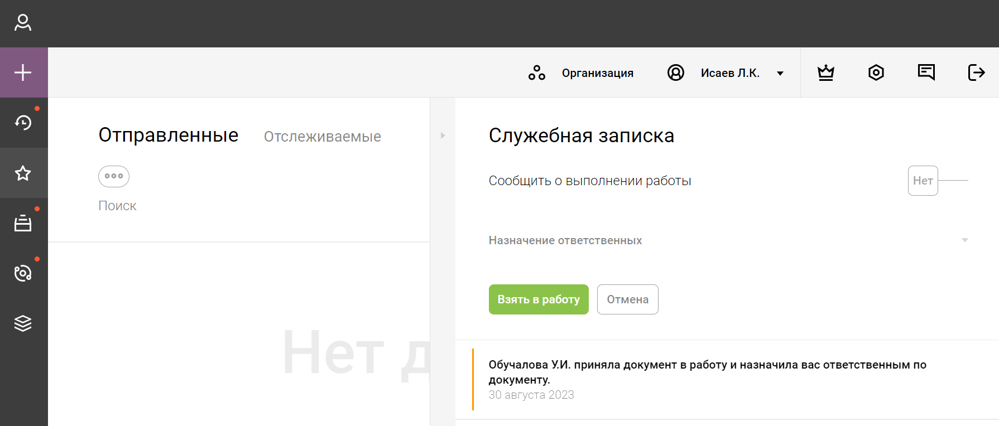 Организация
Исаев Л.К.
Отправленные
Отслеживаемые
Поиск
Нет
Служебная записка
Сообщить о выполнении работы
Нет
Назначение ответственных
Взять в работу
Отмена
Обучалова У.И. приняла документ в работу и назначила вас ответственным по
документу.
30 августа 2023